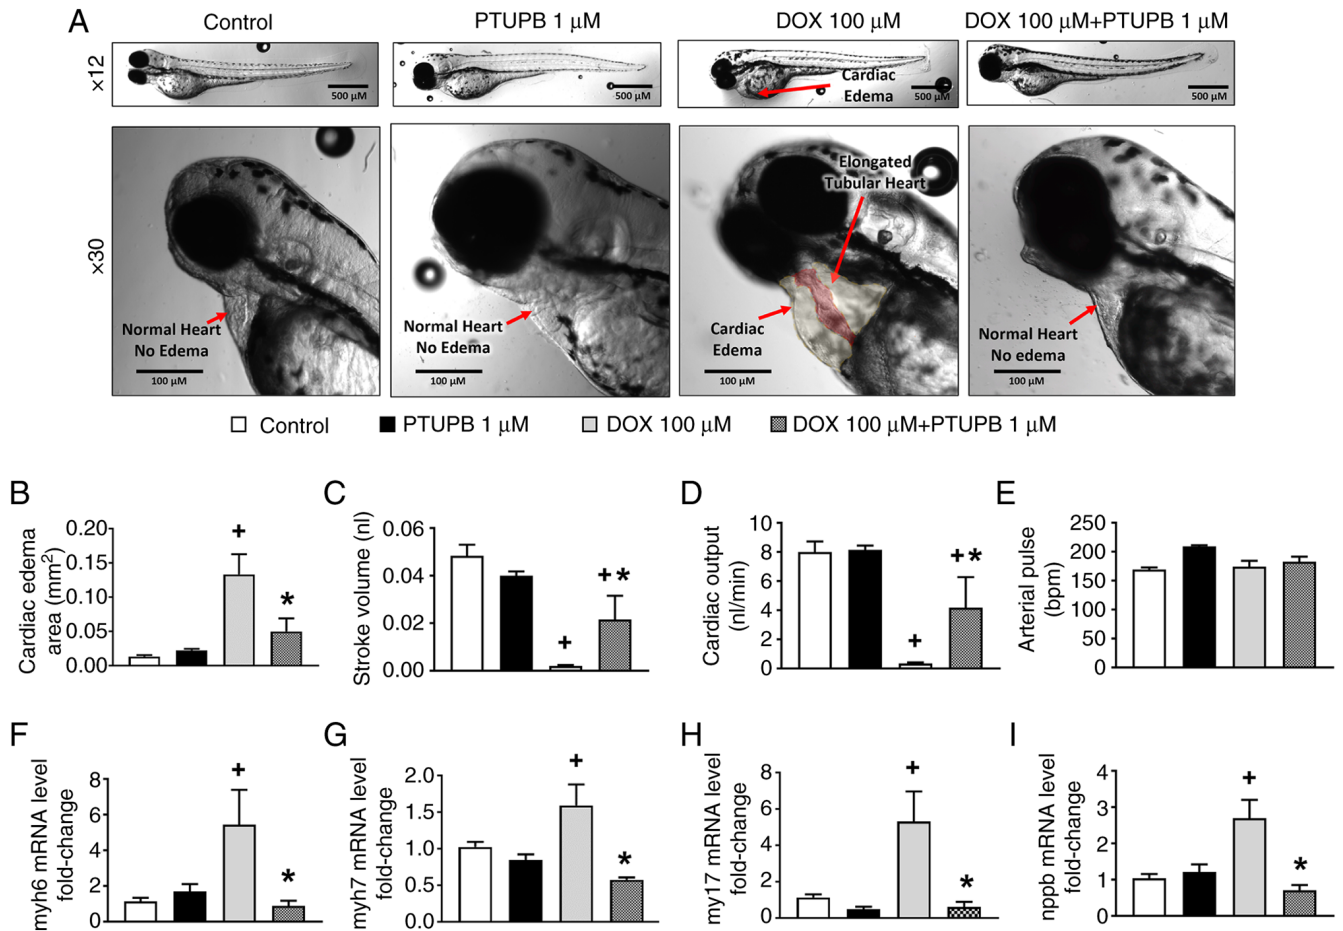 A
Control
PTUPB 1 µM
DOX 100 µM
DOX 100 µM+PTUPB 1 µM
×12
500 µM
500 µM
Cardiac
Edema
500 µM
500 µM
×30
Normal Heart
No Edema
100 µM
Normal Heart
No Edema
100 µM
Elongated
Tubular Heart
Cardiac
Edema
100 µM
Normal Heart
No edema
100 µM
Control
PTUPB 1 µM
DOX 100 µM
DOX 100 µM+PTUPB 1 µM
B
Cardiac edema
area (mm²)
0.20
0.15
0.10
0.05
0.00
+
*
C
Stroke volume (nl)
0.06
0.04
0.02
0.00
+
+*
D
Cardiac output
(nl/min)
10
8
6
4
2
0
+
+*
E
Arterial pulse
(bpm)
250
200
150
100
50
0
F
myh6 mRNA level
fold-change
8
6
4
2
0
+
*
G
myh7 mRNA level
fold-change
2.0
1.5
1.0
0.5
0.0
+
*
H
my17 mRNA level
fold-change
8
6
4
2
0
+
*
I
nppb mRNA level
fold-change
4
3
2
1
0
+
*